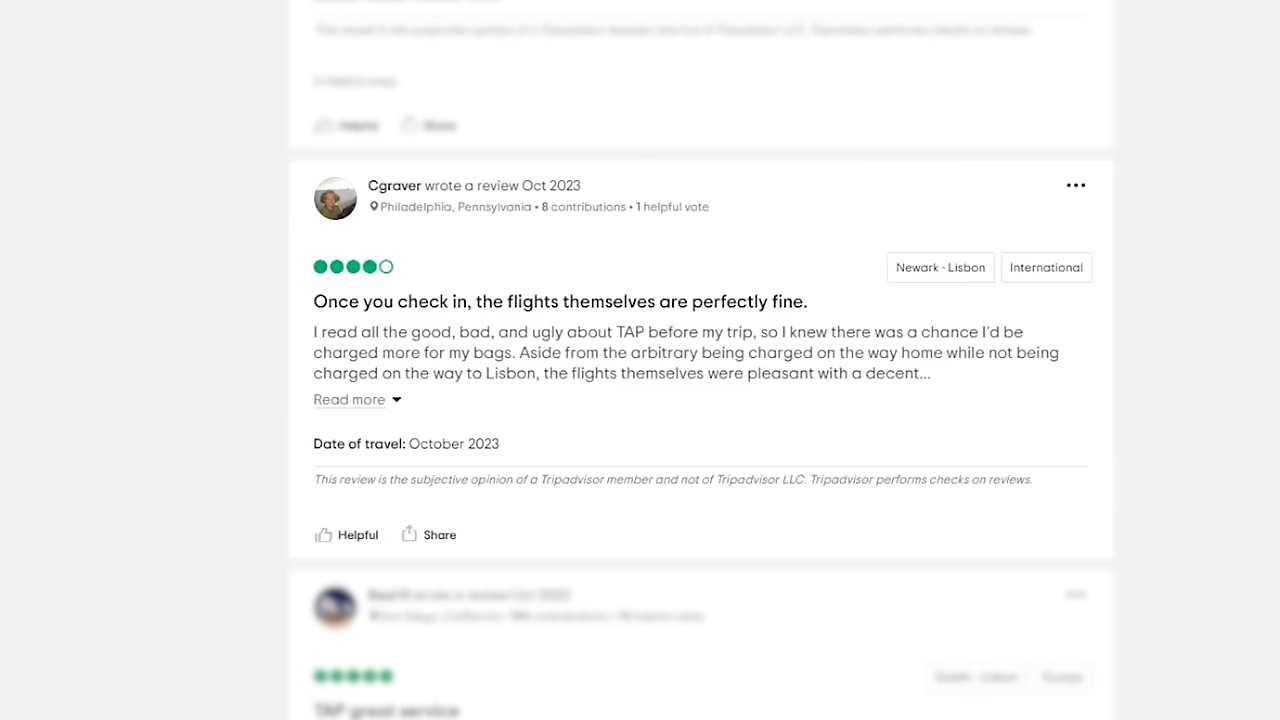 Helpful Share
Cgraver wrote a review Oct 2023
Philadelphia, Pennsylvania • 8 contributions • 1 helpful vote
Newark - Lisbon International
Once you check in, the flights themselves are perfectly fine.
I read all the good, bad, and ugly about TAP before my trip, so I knew there was a chance I'd be
charged more for my bags. Aside from the arbitrary being charged on the way home while not being
charged on the way to Lisbon, the flights themselves were pleasant with a decent...
Read more
Date of travel: October 2023
This review is the subjective opinion of a Tripadvisor member and not of Tripadvisor LLC. Tripadvisor performs checks on reviews.
Helpful Share
TAP great service